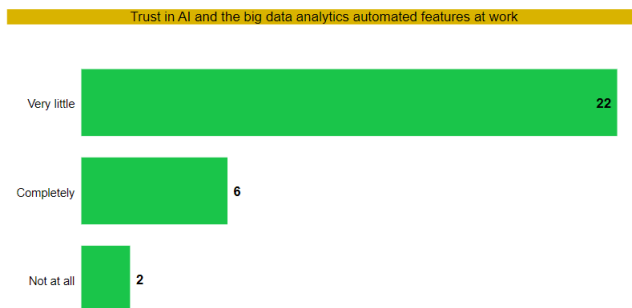 Trust in AI and the big data analytics automated features at work
Very little 22
Completely 6
Not at all 2